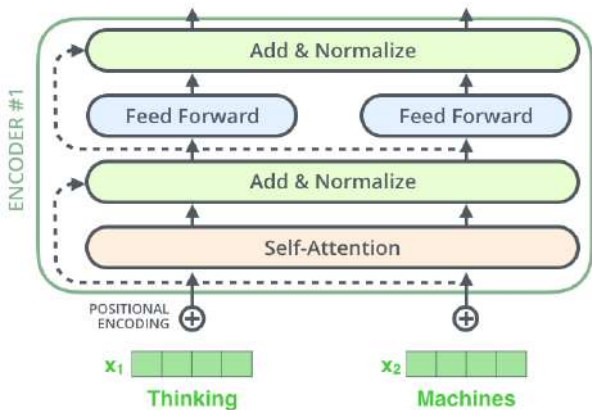 ENCODER #1
Add & Normalize
Feed Forward Feed Forward
Add & Normalize
Self-Attention
POSITIONAL
ENCODING
x₁ x₂
Thinking Machines